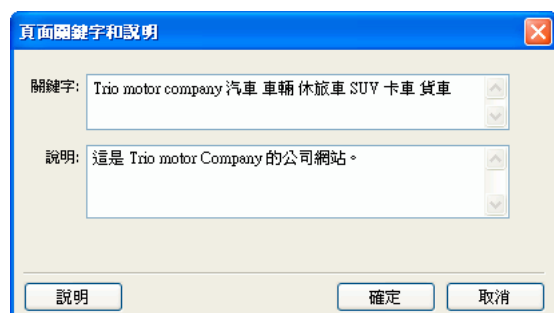 頁面關鍵字和說明
關鍵字:
Trio motor company 汽車 車輛 休旅車 SUV 卡車 貨車
說明:
這是 Trio motor Company 的公司網站。
說明
確定
取消